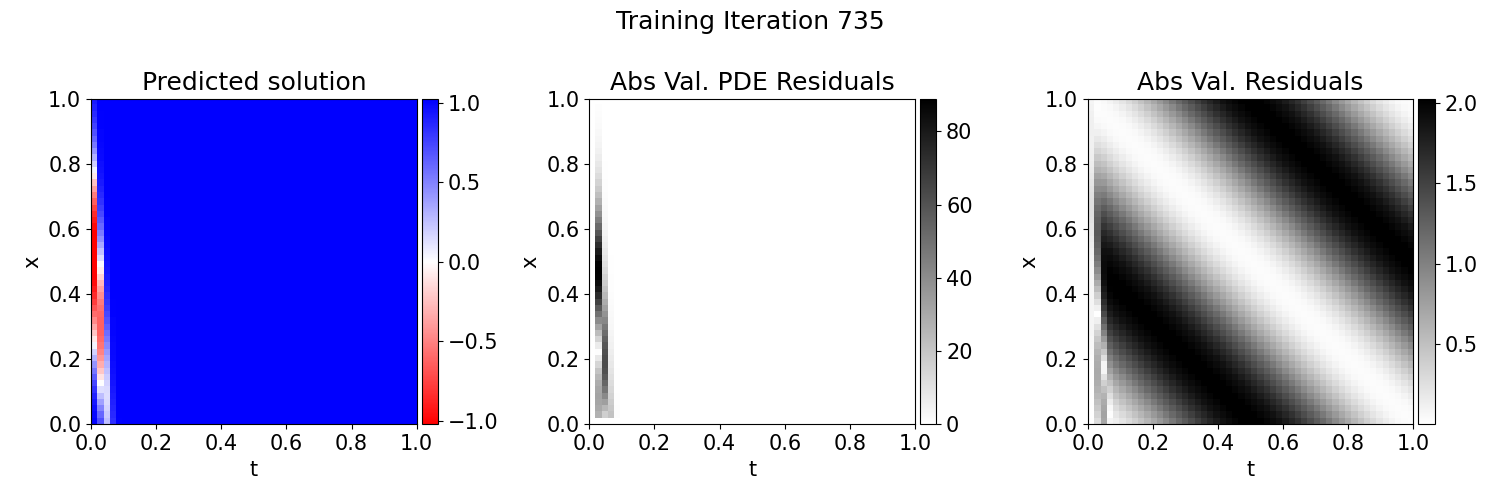 Training Iteration 735
Predicted solution
Abs Val. PDE Residuals
Abs Val. Residuals
1.0
0.8
0.6
0.4
0.2
0.0
x
0.0 0.2 0.4 0.6 0.8 1.0
t
1.0
0.5
0.0
−0.5
−1.0
1.0
0.8
0.6
0.4
0.2
0.0
x
0.0 0.2 0.4 0.6 0.8 1.0
t
80
60
40
20
0
1.0
0.8
0.6
0.4
0.2
0.0
x
0.0 0.2 0.4 0.6 0.8 1.0
t
2.0
1.5
1.0
0.5